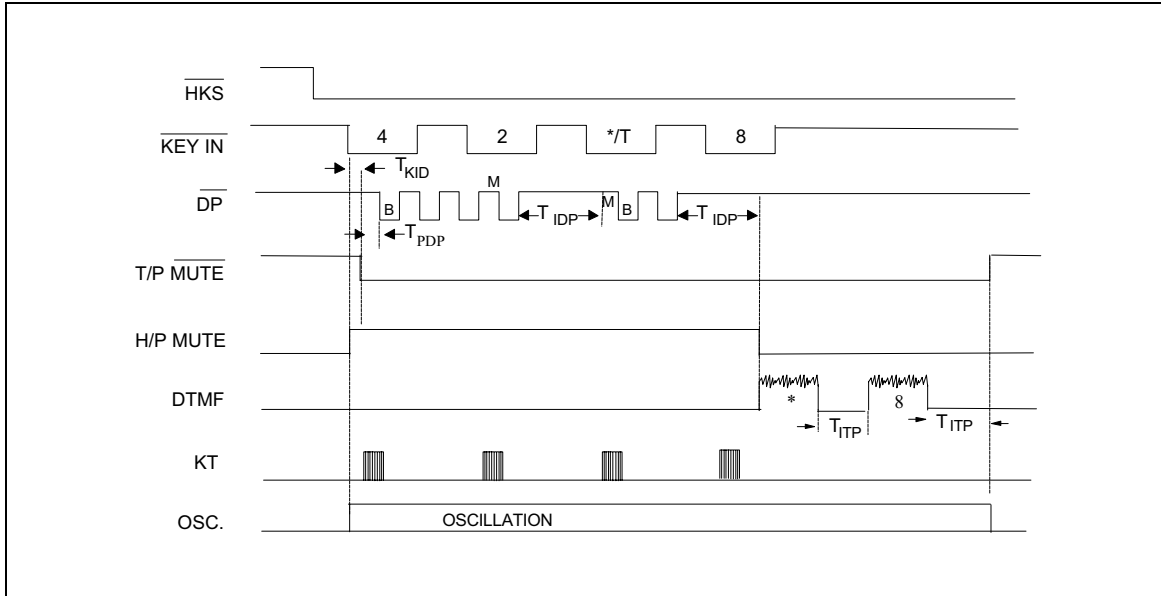 HKS
KEY IN 4 2 */T 8
TKID
M
DP B TIDP M B TIDP
TPDP
T/P MUTE
H/P MUTE
DTMF * 8
TITP TITP
KT
OSC. OSCILLATION